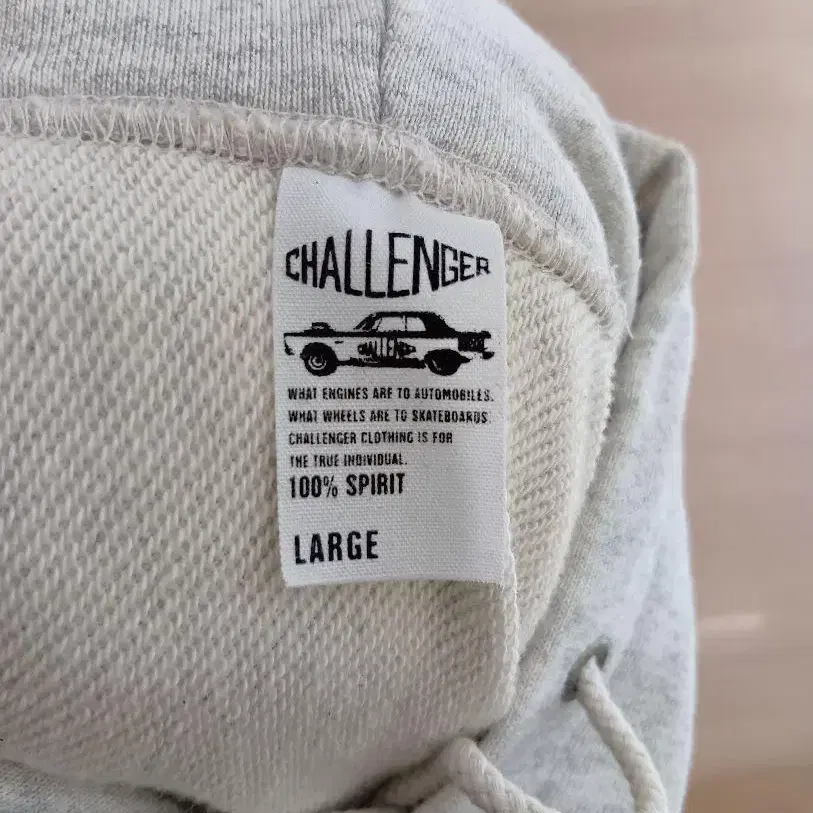 CHALLENGER
CHALLENGER
WHAT ENGINES ARE TO AUTOMOBILES.
WHAT WHEELS ARE TO SKATEBOARDS.
CHALLENGER CLOTHING IS FOR
THE TRUE INDIVIDUAL.
100% SPIRIT
LARGE